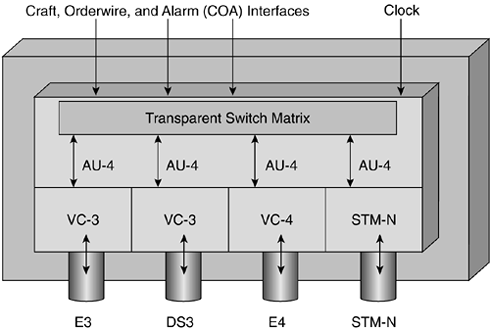 Craft, Orderwire, and Alarm (COA) Interfaces
Clock
Transparent Switch Matrix
AU-4 AU-4 AU-4 AU-4
VC-3 VC-3 VC-4 STM-N
E3 DS3 E4 STM-N